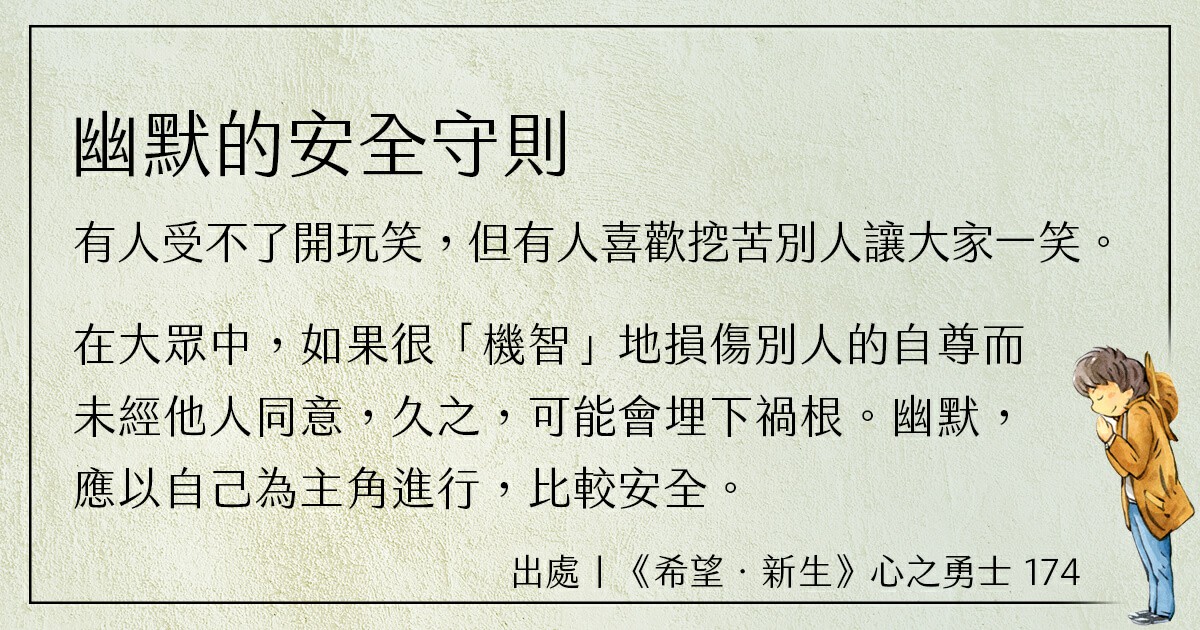 幽默的安全守則
有人受不了開玩笑，但有人喜歡挖苦別人讓大家一笑。
在大眾中，如果很「機智」地損傷別人的自尊而
未經他人同意，久之，可能會埋下禍根。幽默，
應以自己為主角進行，比較安全。
出處｜《希望．新生》心之勇士 174